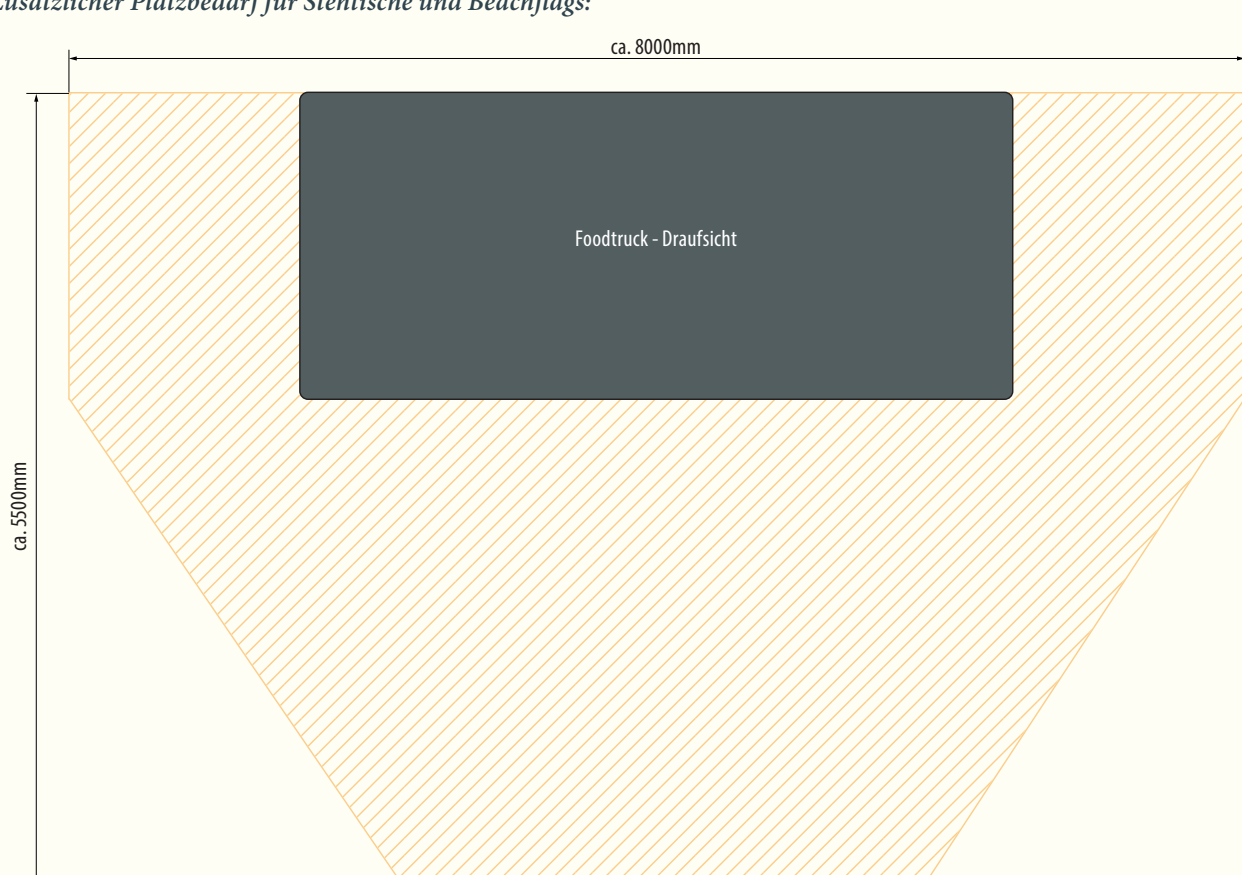 Zusätzlicher Platzbedarf für Stehtische und Beachflags:
ca. 8000mm
Foodtruck - Draufsicht
ca. 5500mm